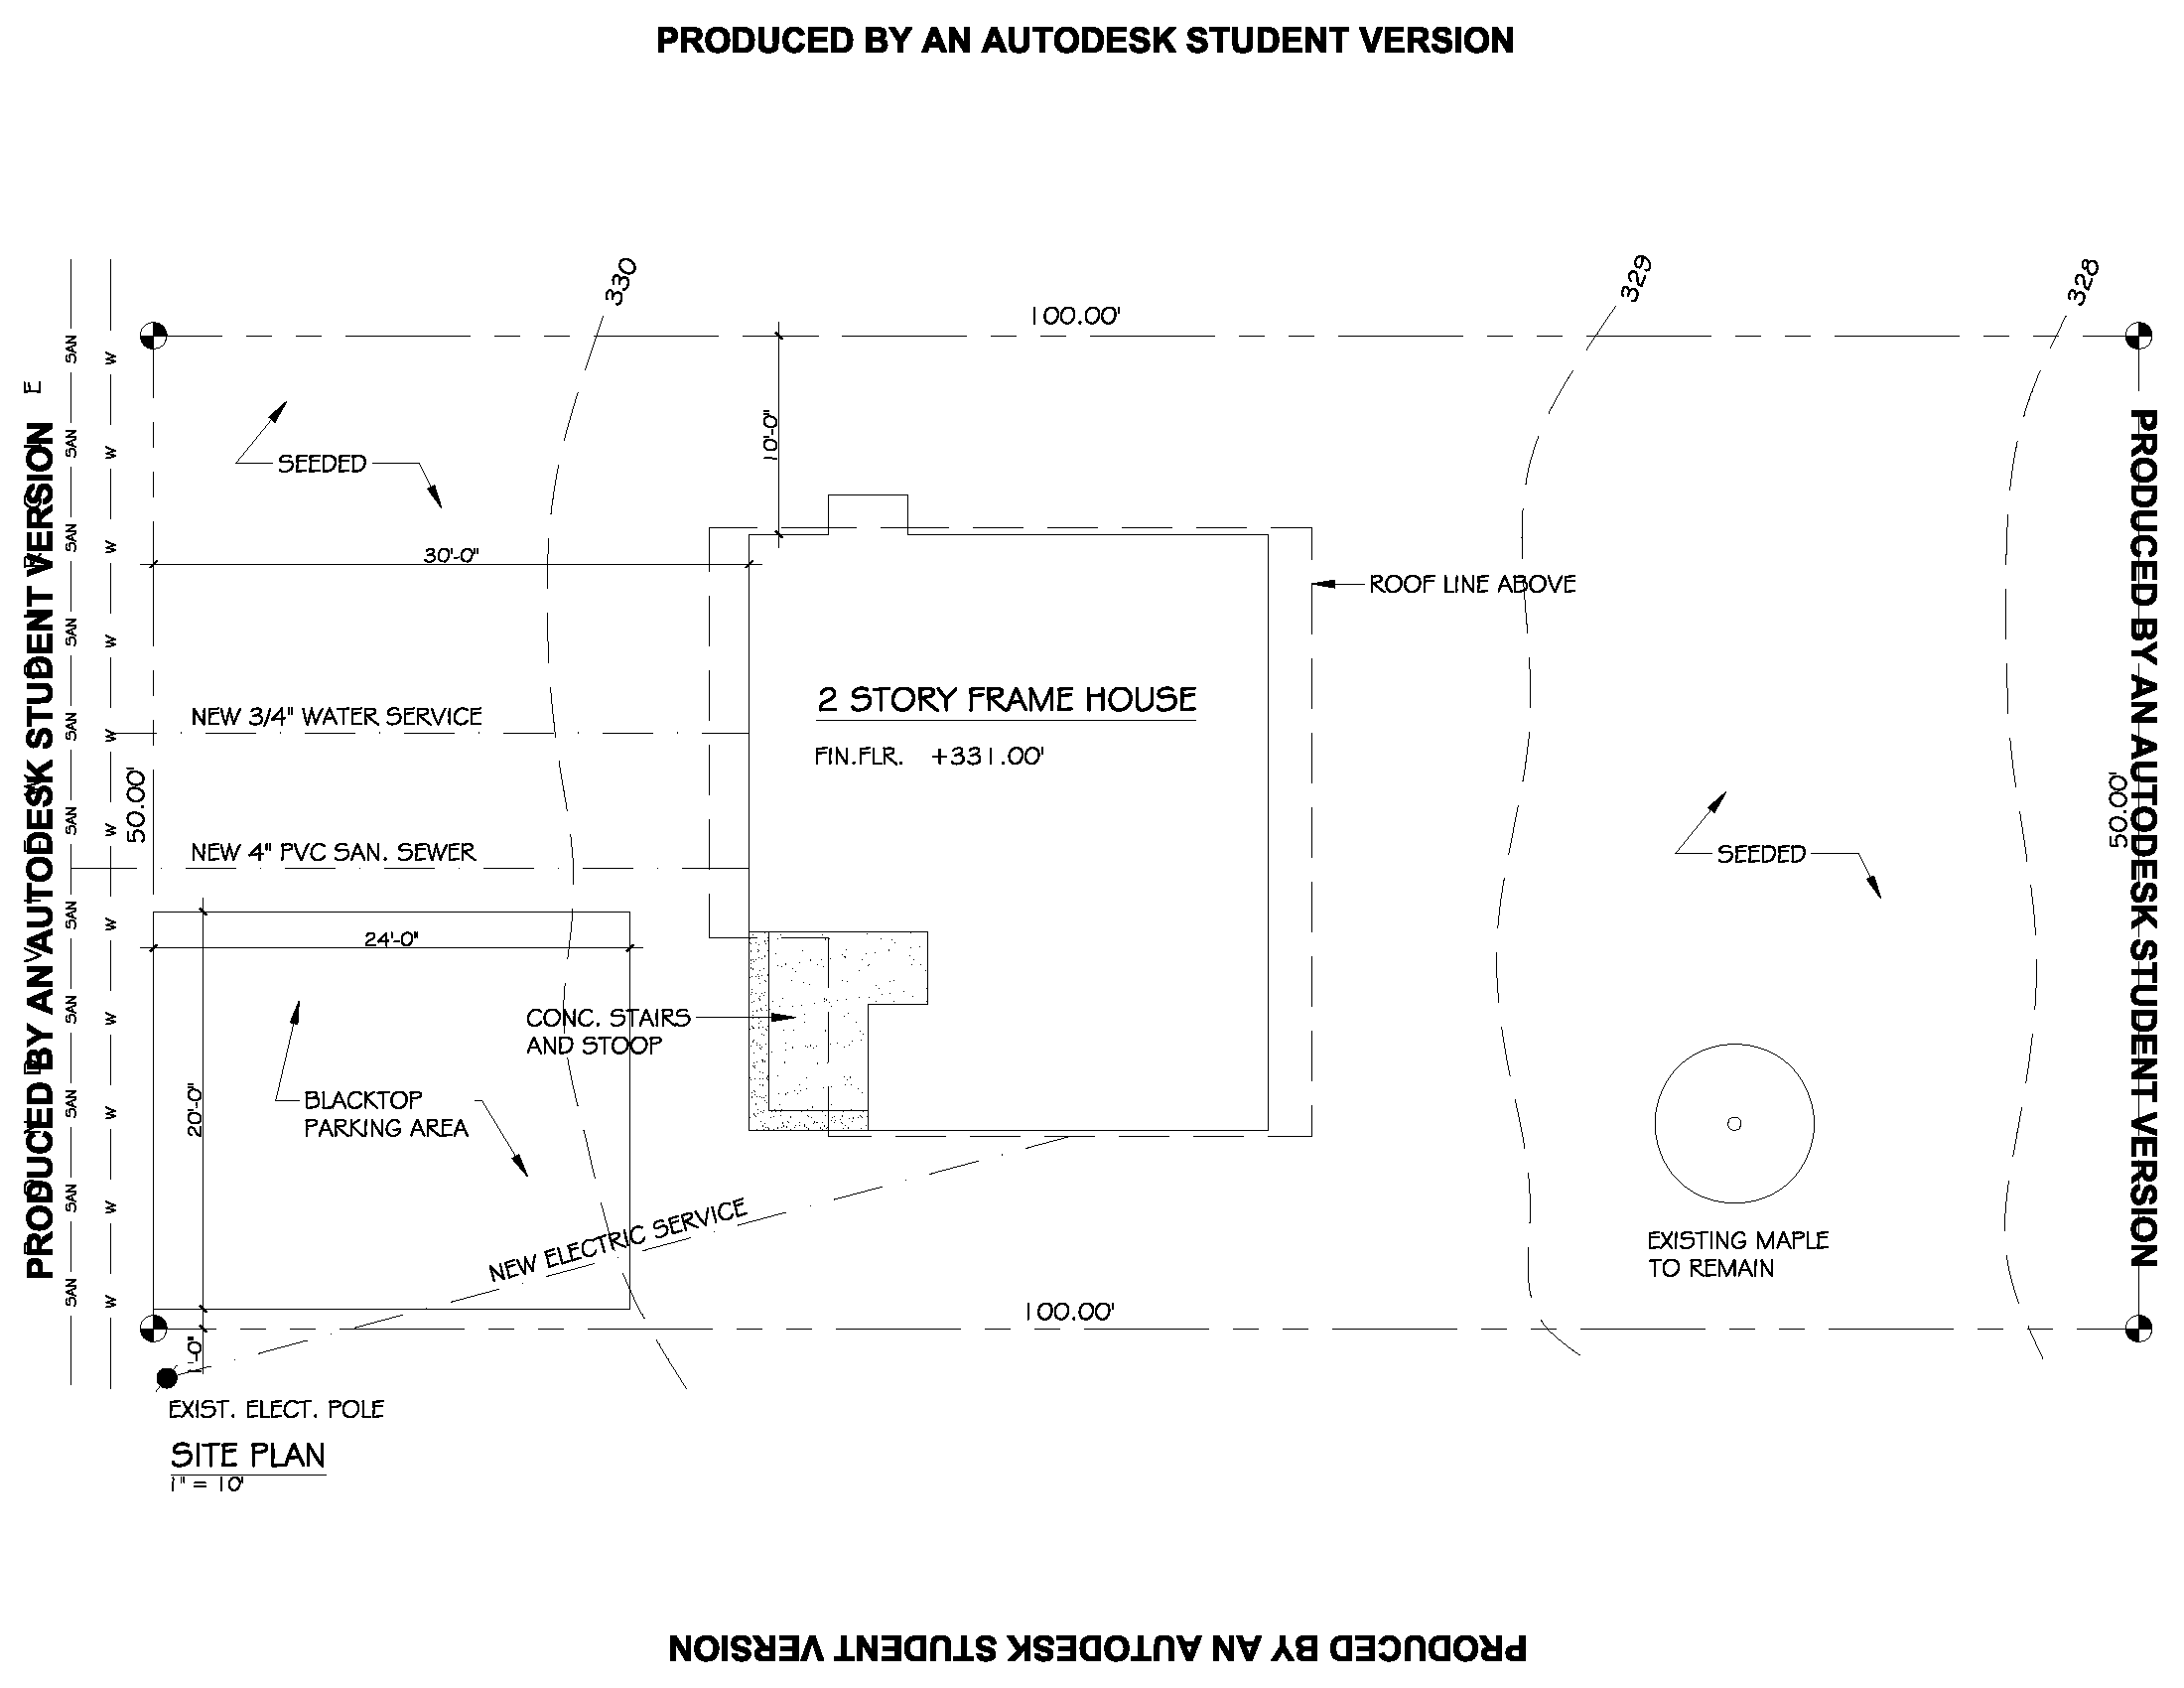 PRODUCED BY AN AUTODESK STUDENT VERSION
330
329
328
100.00'
SAN
W
SAN
W
SAN
W
SAN
W
SAN
W
SAN
W
SAN
W
SAN
W
SAN
W
SAN
W
SAN
W
PRODUCED BY AN AUTODESK STUDENT VERSION
SEEDED
10'-0"
30'-0"
ROOF LINE ABOVE
2 STORY FRAME HOUSE
FIN.FLR. +331.00'
NEW 3/4" WATER SERVICE
50.00'
NEW 4" PVC SAN. SEWER
50.00'
PRODUCED BY AN AUTODESK STUDENT VERSION
SEEDED
24'-0"
20'-0"
CONC. STAIRS
AND STOOP
BLACKTOP
PARKING AREA
NEW ELECTRIC SERVICE
EXISTING MAPLE
TO REMAIN
100.00'
1'-0"
EXIST. ELECT. POLE
SITE PLAN
1" = 10'
PRODUCED BY AN AUTODESK STUDENT VERSION